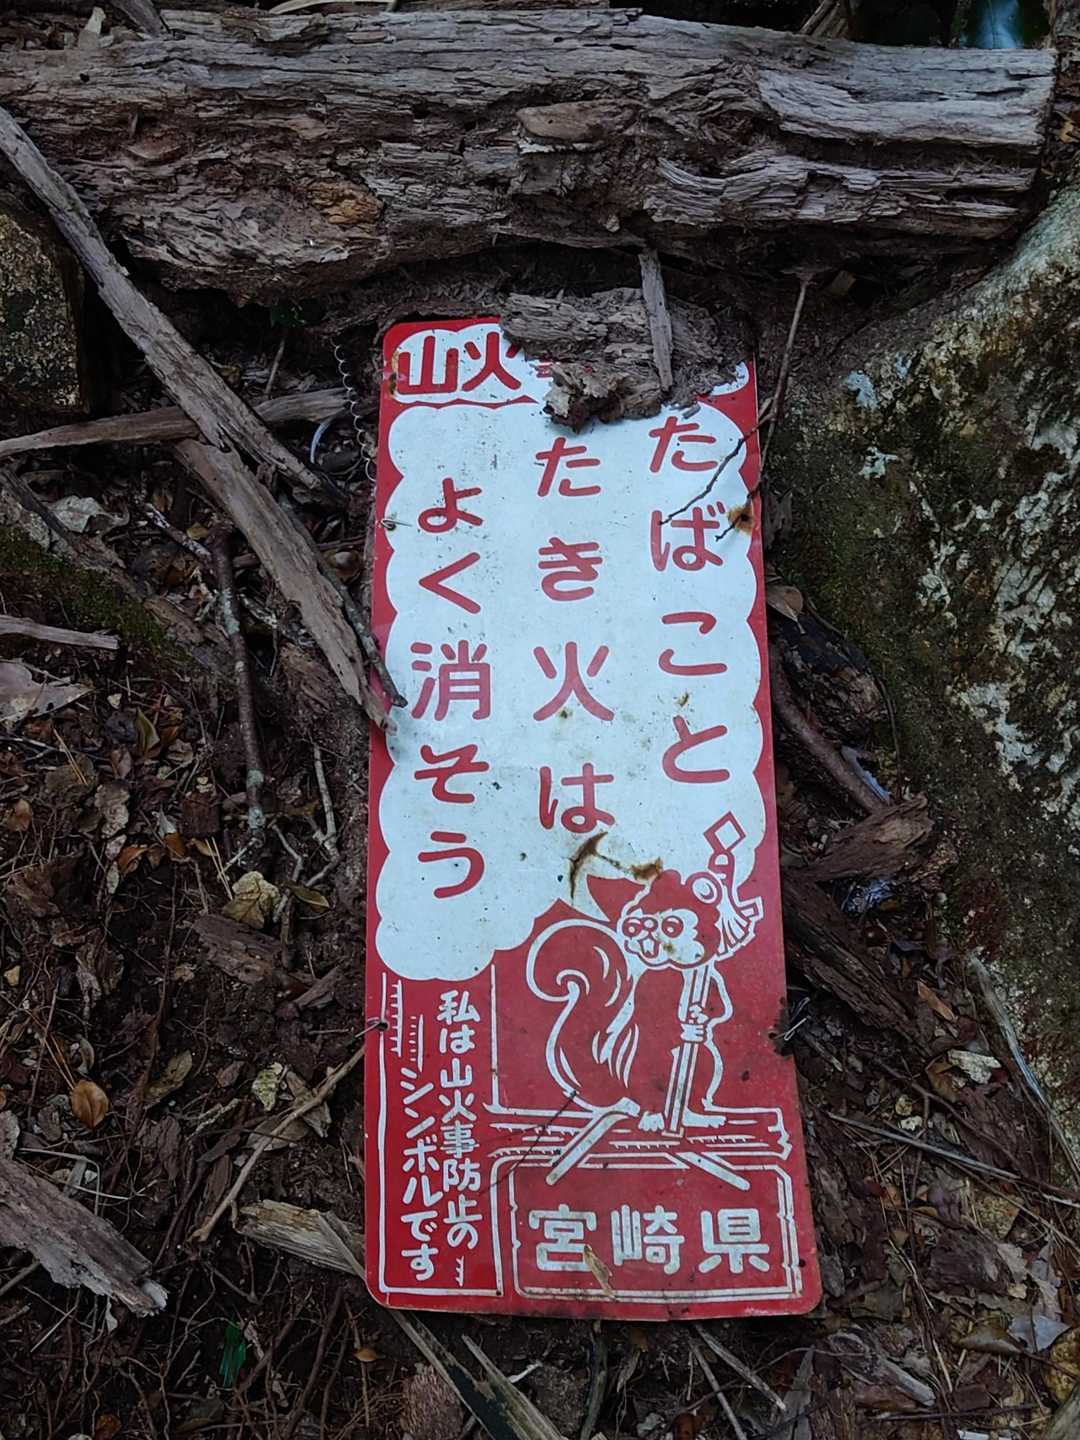 山火
たばこと
たき火は
よく消そう
私は山火事防止の
シンボルです
宮崎県